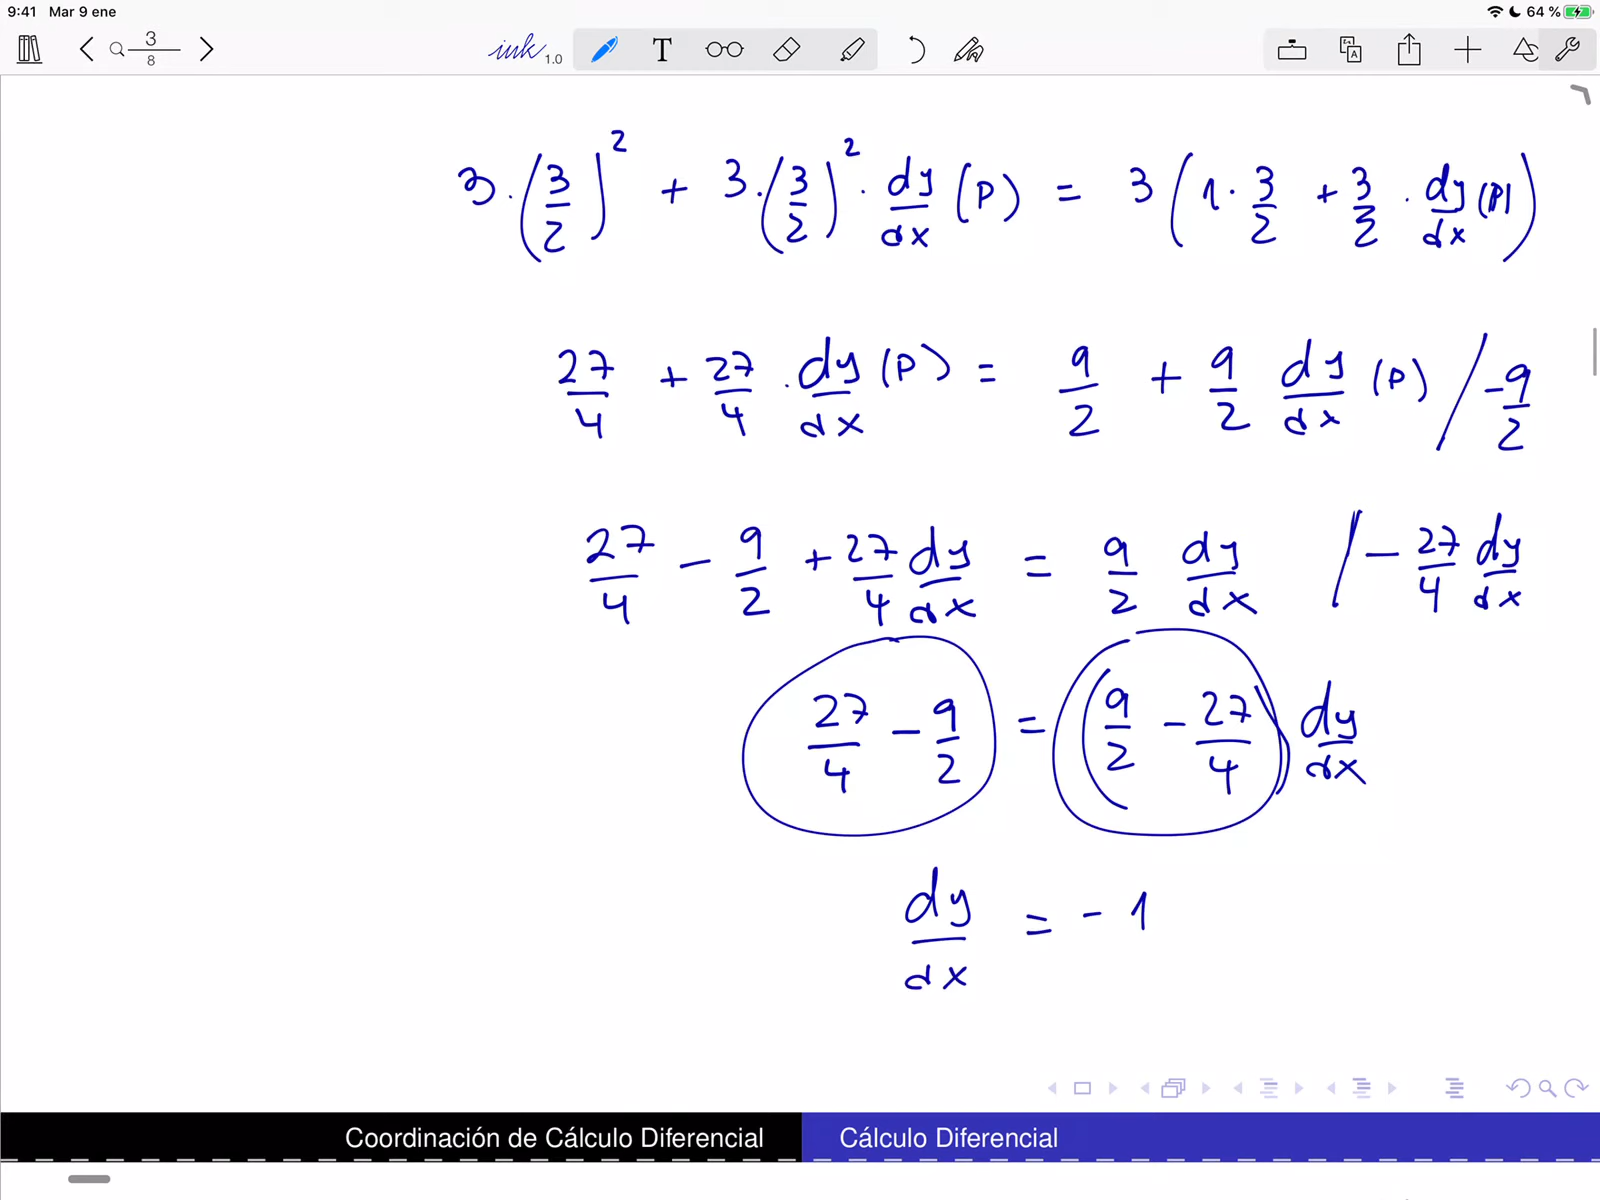 9:41 Mar 9 ene 64 %
3
8
ink 1.0 T
3·(3/2)² + 3·(3/2)² · dy/dx (P) = 3(1·3/2 + 3/2 · dy/dx (P))
27/4 + 27/4 · dy/dx (P) = 9/2 + 9/2 dy/dx (P) / -9/2
27/4 - 9/2 + 27/4 dy/dx = 9/2 dy/dx / - 27/4 dy/dx
27/4 - 9/2 = (9/2 - 27/4) dy/dx
dy/dx = - 1
Coordinación de Cálculo Diferencial Cálculo Diferencial